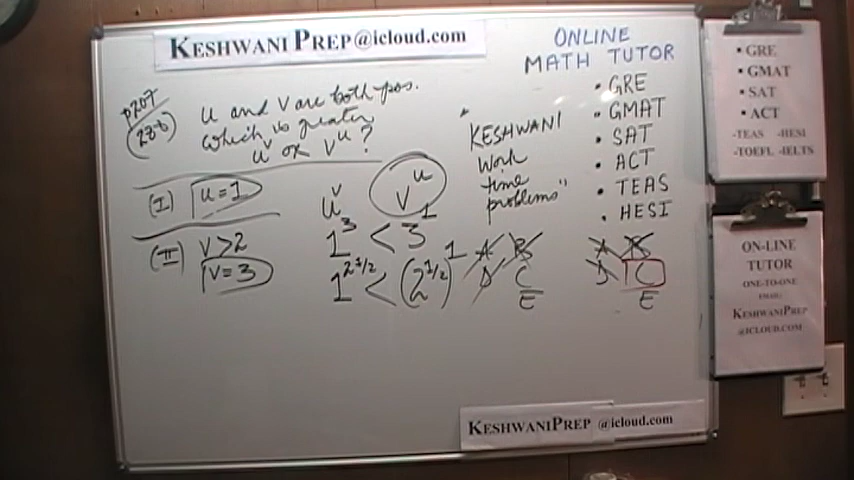 KESHWANI PREP@icloud.com
p207
286
u and v are both pos.
which is greater
u^v or v^u ?
(I) u=1
(II) v>2
v=3
u^v
v^u
1^3 < 3^1
1^2 1/2 < (2 1/2)^1
"KESHWANI
Work
time
problems"
A B
D C
E
A B
D C
E
ONLINE
MATH TUTOR
• GRE
• GMAT
• SAT
• ACT
• TEAS
• HESI
▪ GRE
▪ GMAT
▪ SAT
▪ ACT
-TEAS -HESI
-TOEFL -IELTS
ON-LINE
TUTOR
ONE-TO-ONE
EMAIL:
KESHWANIPREP
@ICLOUD.COM
KESHWANIPREP @icloud.com